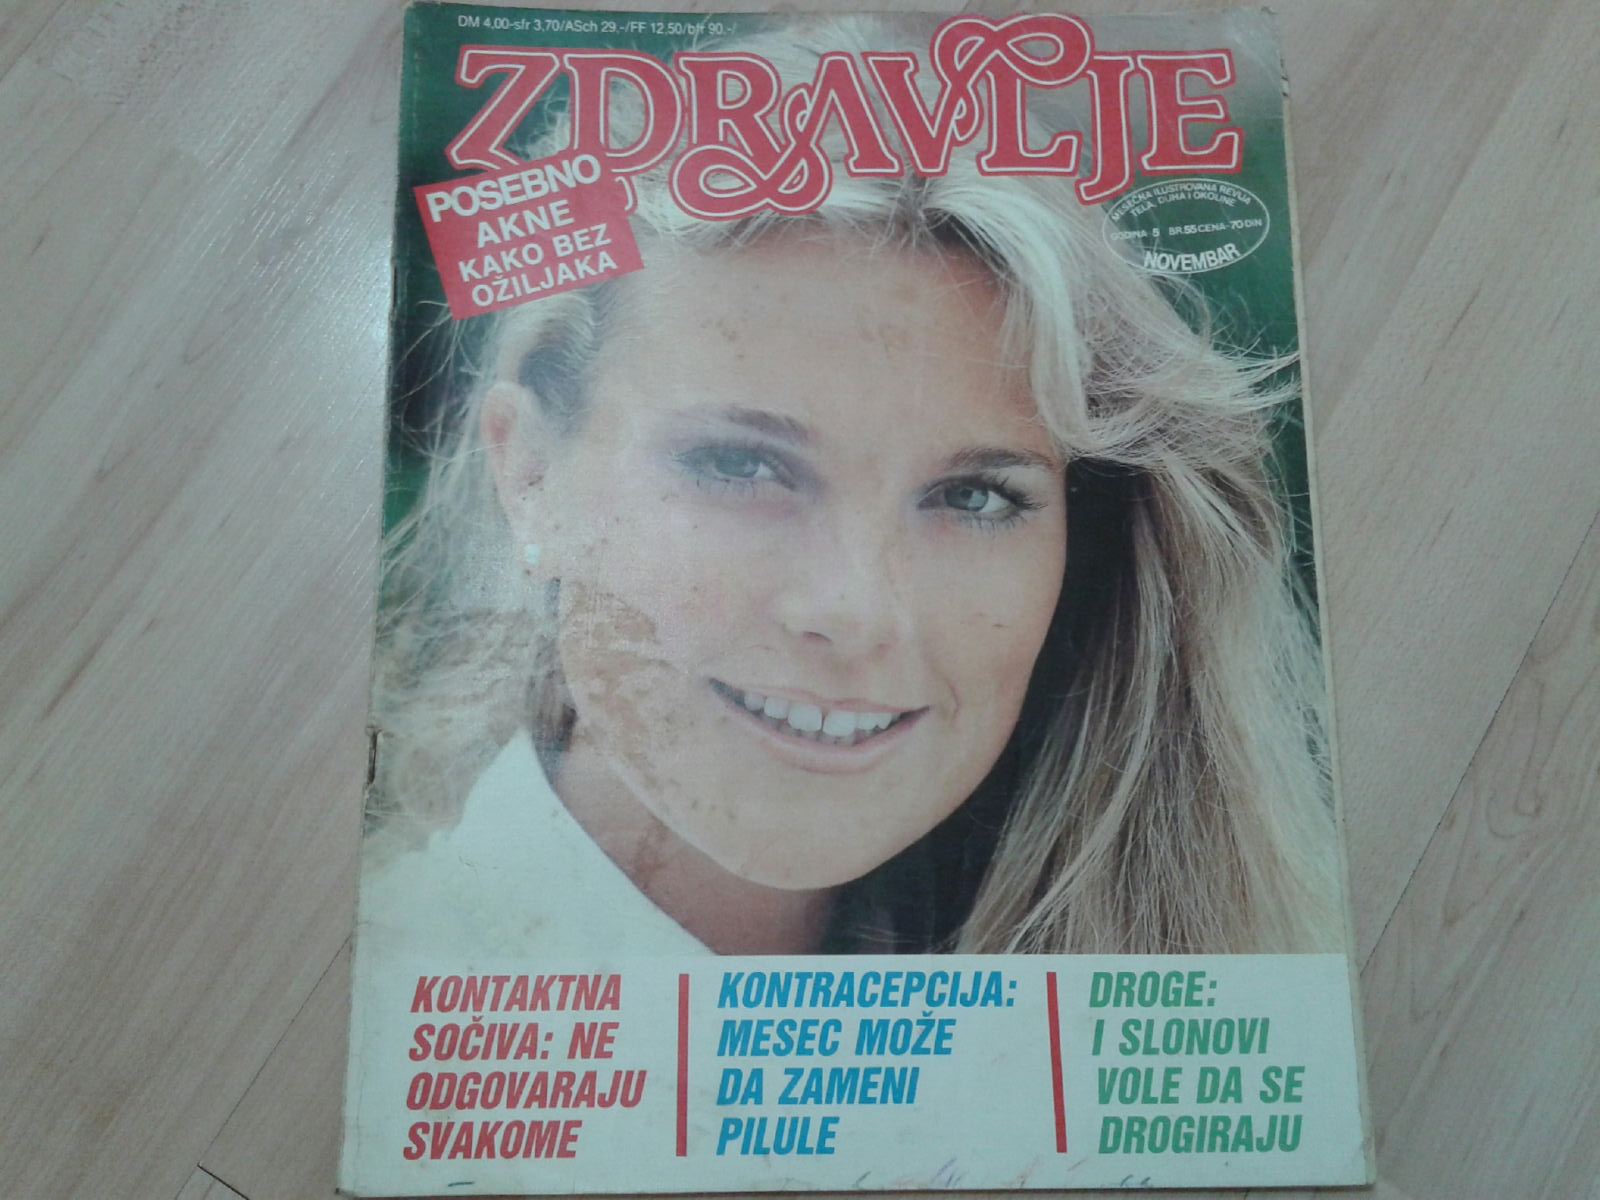 DM 4,00-sfr 3,70/ASch 29,-/FF 12,50/bfr 90.-/
ZDRAVLJE
POSEBNO
AKNE
KAKO BEZ
OŽILJAKA
MESEČNA ILUSTROVANA REVIJA
TELA, DUHA I OKOLINE
GODINA 5 BR.55 CENA-70 DIN
NOVEMBAR
KONTAKTNA
SOČIVA: NE
ODGOVARAJU
SVAKOME
KONTRACEPCIJA:
MESEC MOŽE
DA ZAMENI
PILULE
DROGE:
I SLONOVI
VOLE DA SE
DROGIRAJU